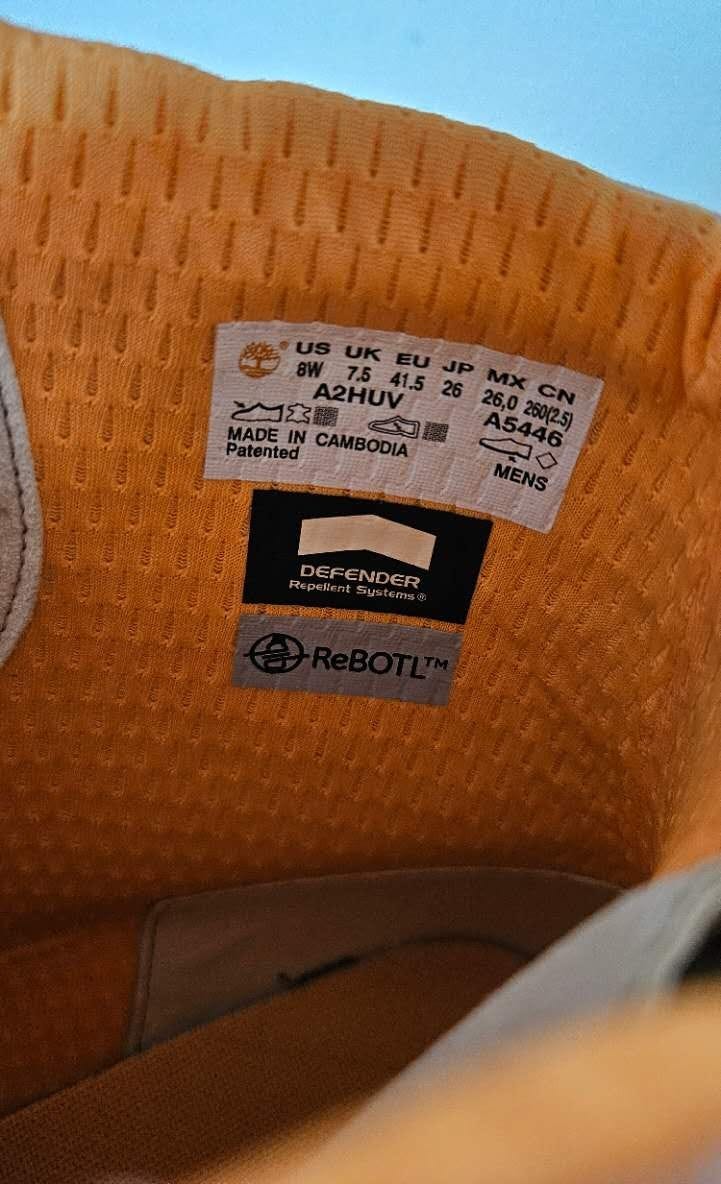 US UK EU JP MX CN
8W 7.5 41.5 26 26,0 260(2.5)
A2HUV A5446
MADE IN CAMBODIA
Patented MENS
DEFENDER
Repellent Systems®
ReBOTL™